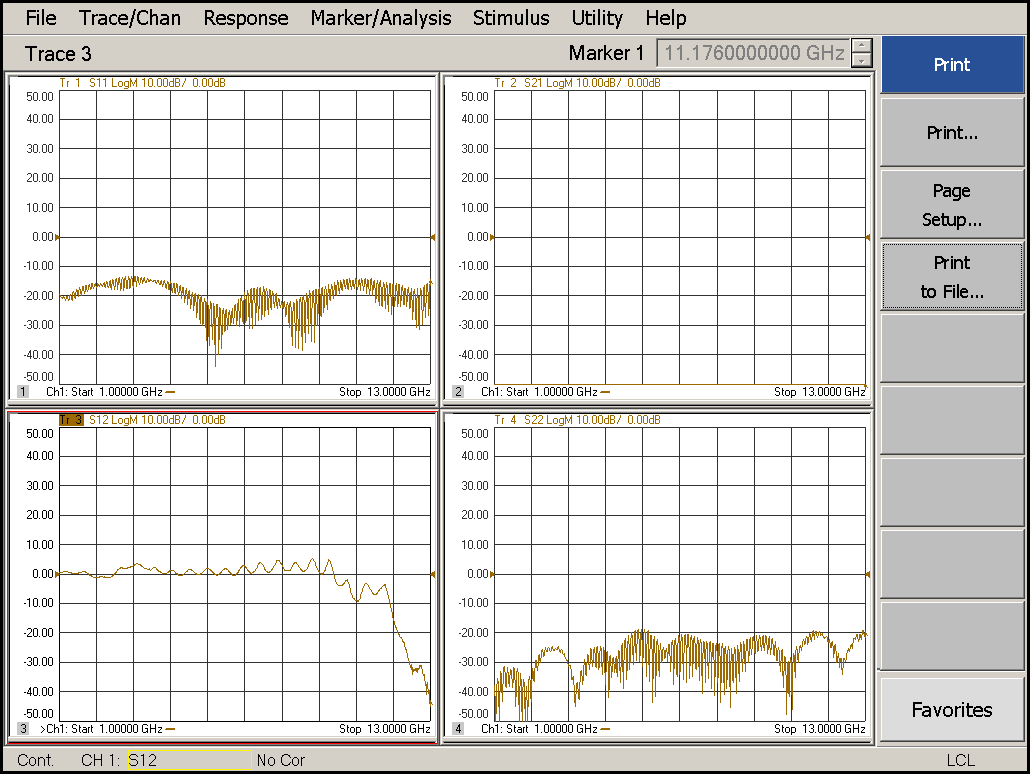 File Trace/Chan Response Marker/Analysis Stimulus Utility Help
Trace 3 Marker 1 11.1760000000 GHz
Print
Print...
Page
Setup...
Print
to File...
Favorites
Tr 1 S11 LogM 10.00dB/ 0.00dB
50.00
40.00
30.00
20.00
10.00
0.00
-10.00
-20.00
-30.00
-40.00
-50.00
1 Ch1: Start 1.00000 GHz Stop 13.0000 GHz
Tr 2 S21 LogM 10.00dB/ 0.00dB
50.00
40.00
30.00
20.00
10.00
0.00
-10.00
-20.00
-30.00
-40.00
-50.00
2 Ch1: Start 1.00000 GHz Stop 13.0000 GHz
Tr 3 S12 LogM 10.00dB/ 0.00dB
50.00
40.00
30.00
20.00
10.00
0.00
-10.00
-20.00
-30.00
-40.00
-50.00
3 >Ch1: Start 1.00000 GHz Stop 13.0000 GHz
Tr 4 S22 LogM 10.00dB/ 0.00dB
50.00
40.00
30.00
20.00
10.00
0.00
-10.00
-20.00
-30.00
-40.00
-50.00
4 Ch1: Start 1.00000 GHz Stop 13.0000 GHz
Cont. CH 1: S12 No Cor LCL